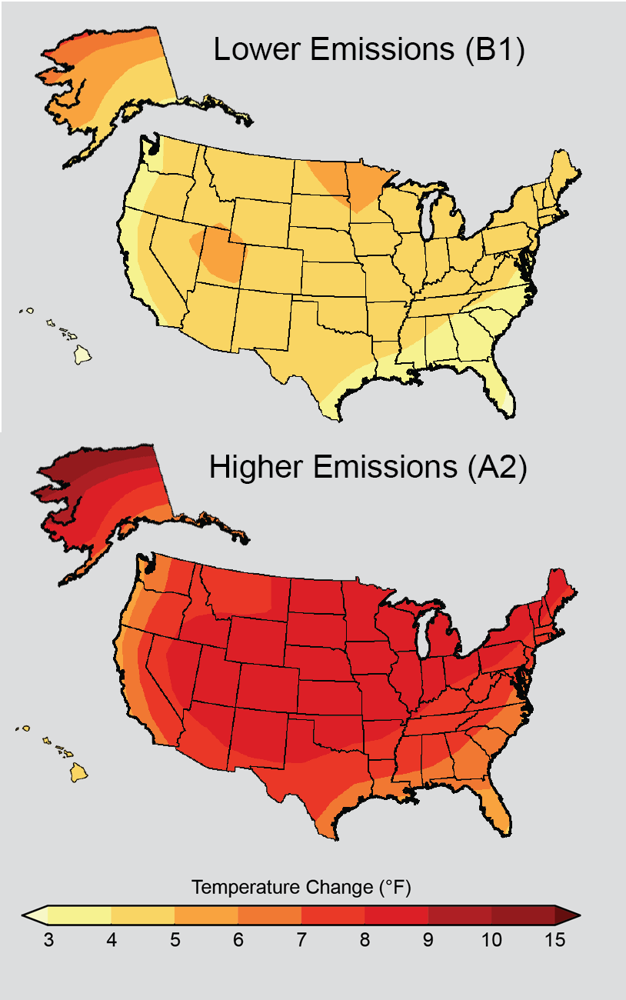 Lower Emissions (B1)
Higher Emissions (A2)
Temperature Change (°F)
3 4 5 6 7 8 9 10 15